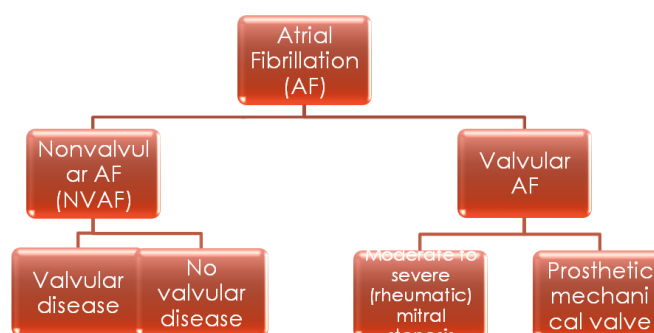 Atrial
Fibrillation
(AF)
Nonvalvul
ar AF
(NVAF)
Valvular
AF
Valvular
disease
No
valvular
disease
Moderate to
severe
(rheumatic)
mitral
stenosis
Prosthetic
mechani
cal valve